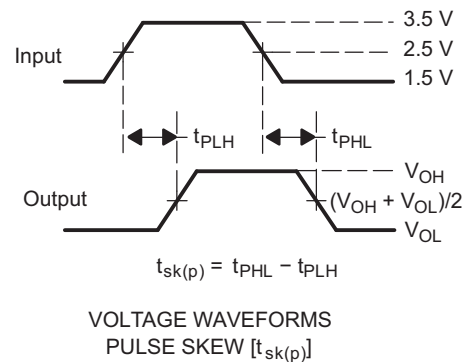 3.5 V
Input
2.5 V
1.5 V
tPLH
tPHL
VOH
Output
(VOH + VOL)/2
VOL
tsk(p) = tPHL − tPLH
VOLTAGE WAVEFORMS
PULSE SKEW [tsk(p)]